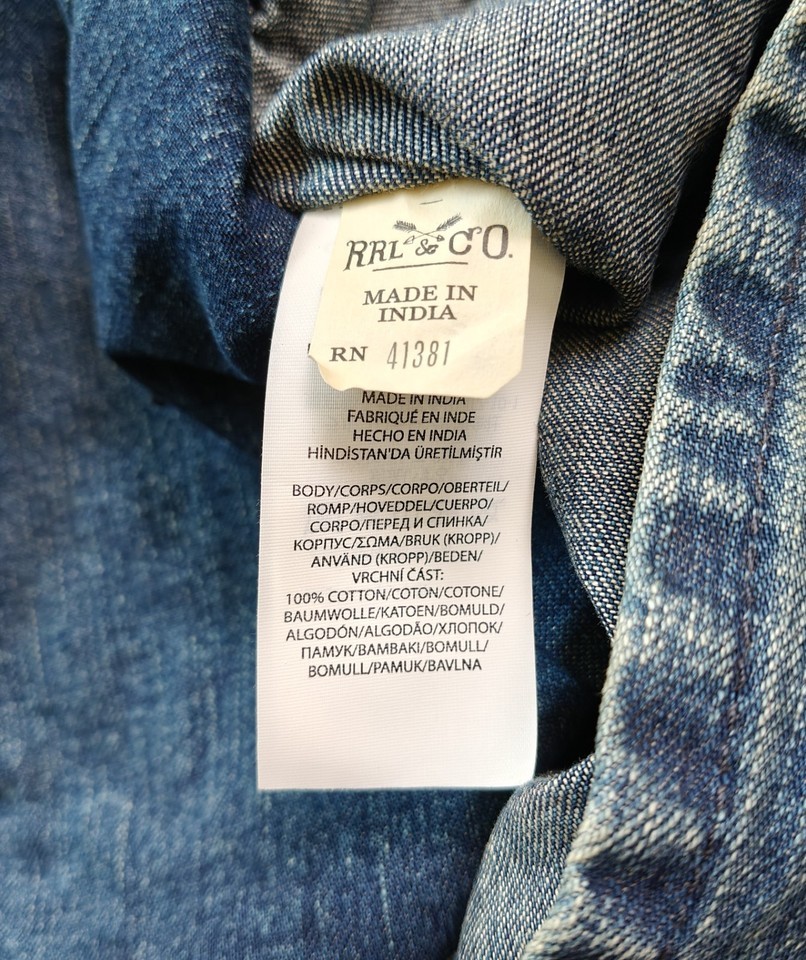 RRL & CO.
MADE IN
INDIA
RN 41381
MADE IN INDIA
FABRIQUÉ EN INDE
HECHO EN INDIA
HİNDİSTAN'DA ÜRETİLMİŞTİR
BODY/CORPS/CORPO/OBERTEIL/
ROMP/HOVEDDEL/CUERPO/
CORPO/ПЕРЕД И СПИНКА/
КОРПУС/ΣΩΜΑ/BRUK (KROPP)/
ANVÄND (KROPP)/BEDEN/
VRCHNÍ ČÁST:
100% COTTON/COTON/COTONE/
BAUMWOLLE/KATOEN/BOMULD/
ALGODÓN/ALGODÃO/ХЛОПОК/
ПАМУК/BAMBAKI/BOMULL/
BOMULL/PAMUK/BAVLNA